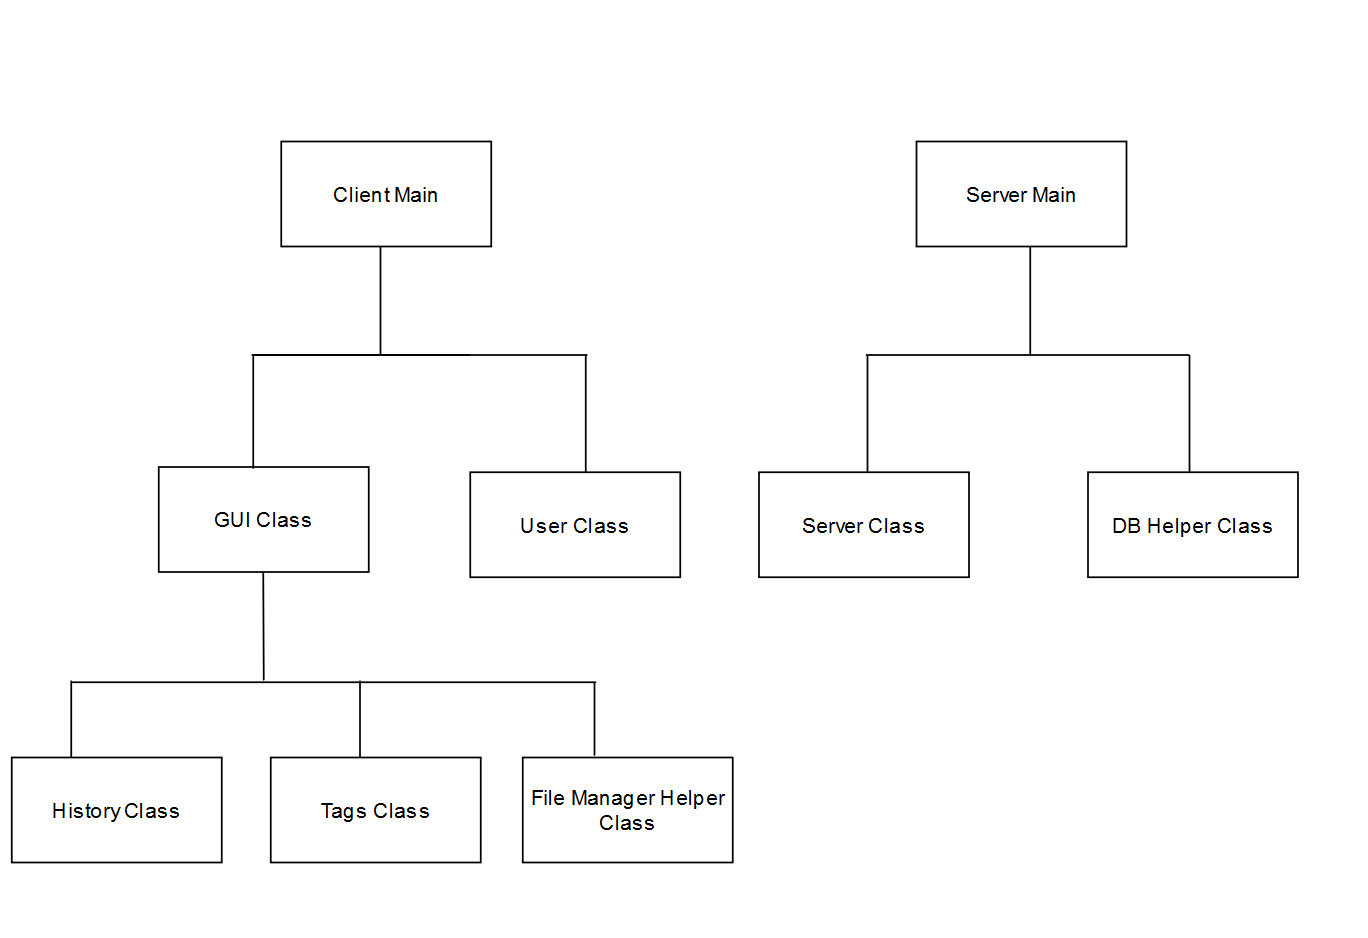 Client Main
Server Main
GUI Class
User Class
Server Class
DB Helper Class
History Class
Tags Class
File Manager Helper
Class